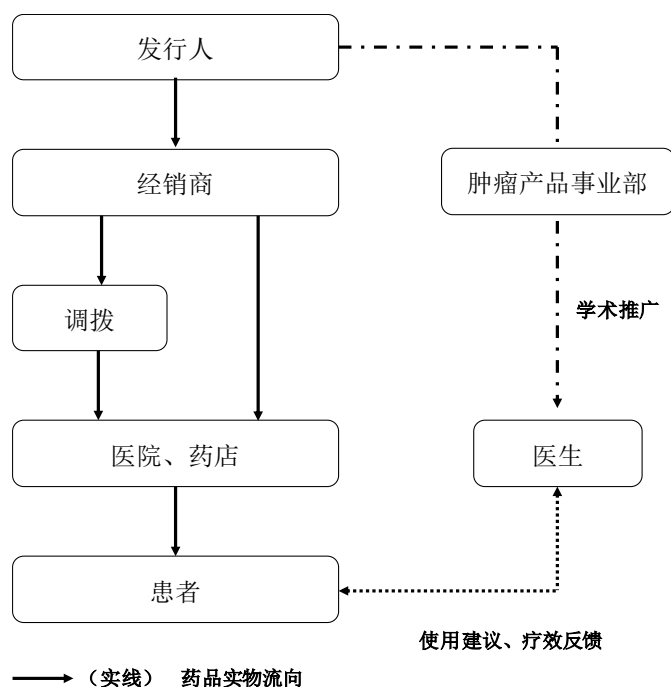 发行人
经销商
肿瘤产品事业部
调拨
学术推广
医院、药店
医生
患者
使用建议、疗效反馈
（实线） 药品实物流向